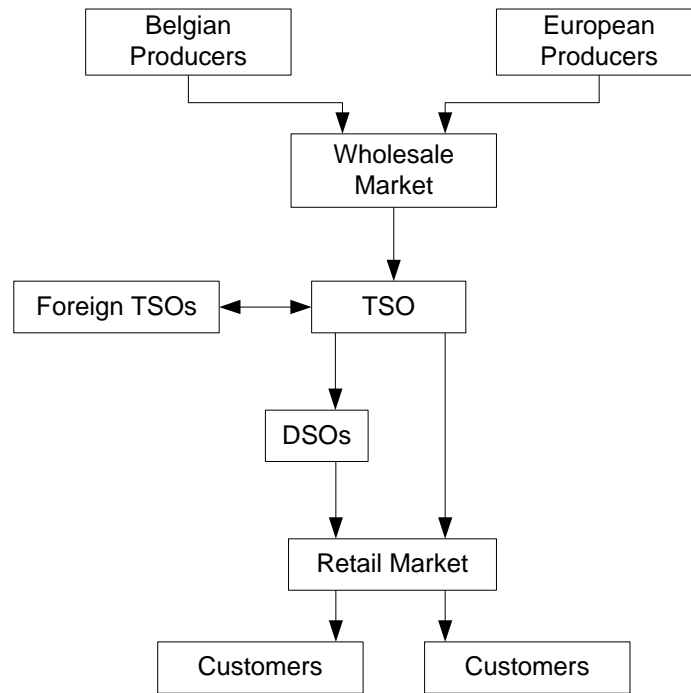 Belgian
Producers
European
Producers
Wholesale
Market
Foreign TSOs
TSO
DSOs
Retail Market
Customers
Customers